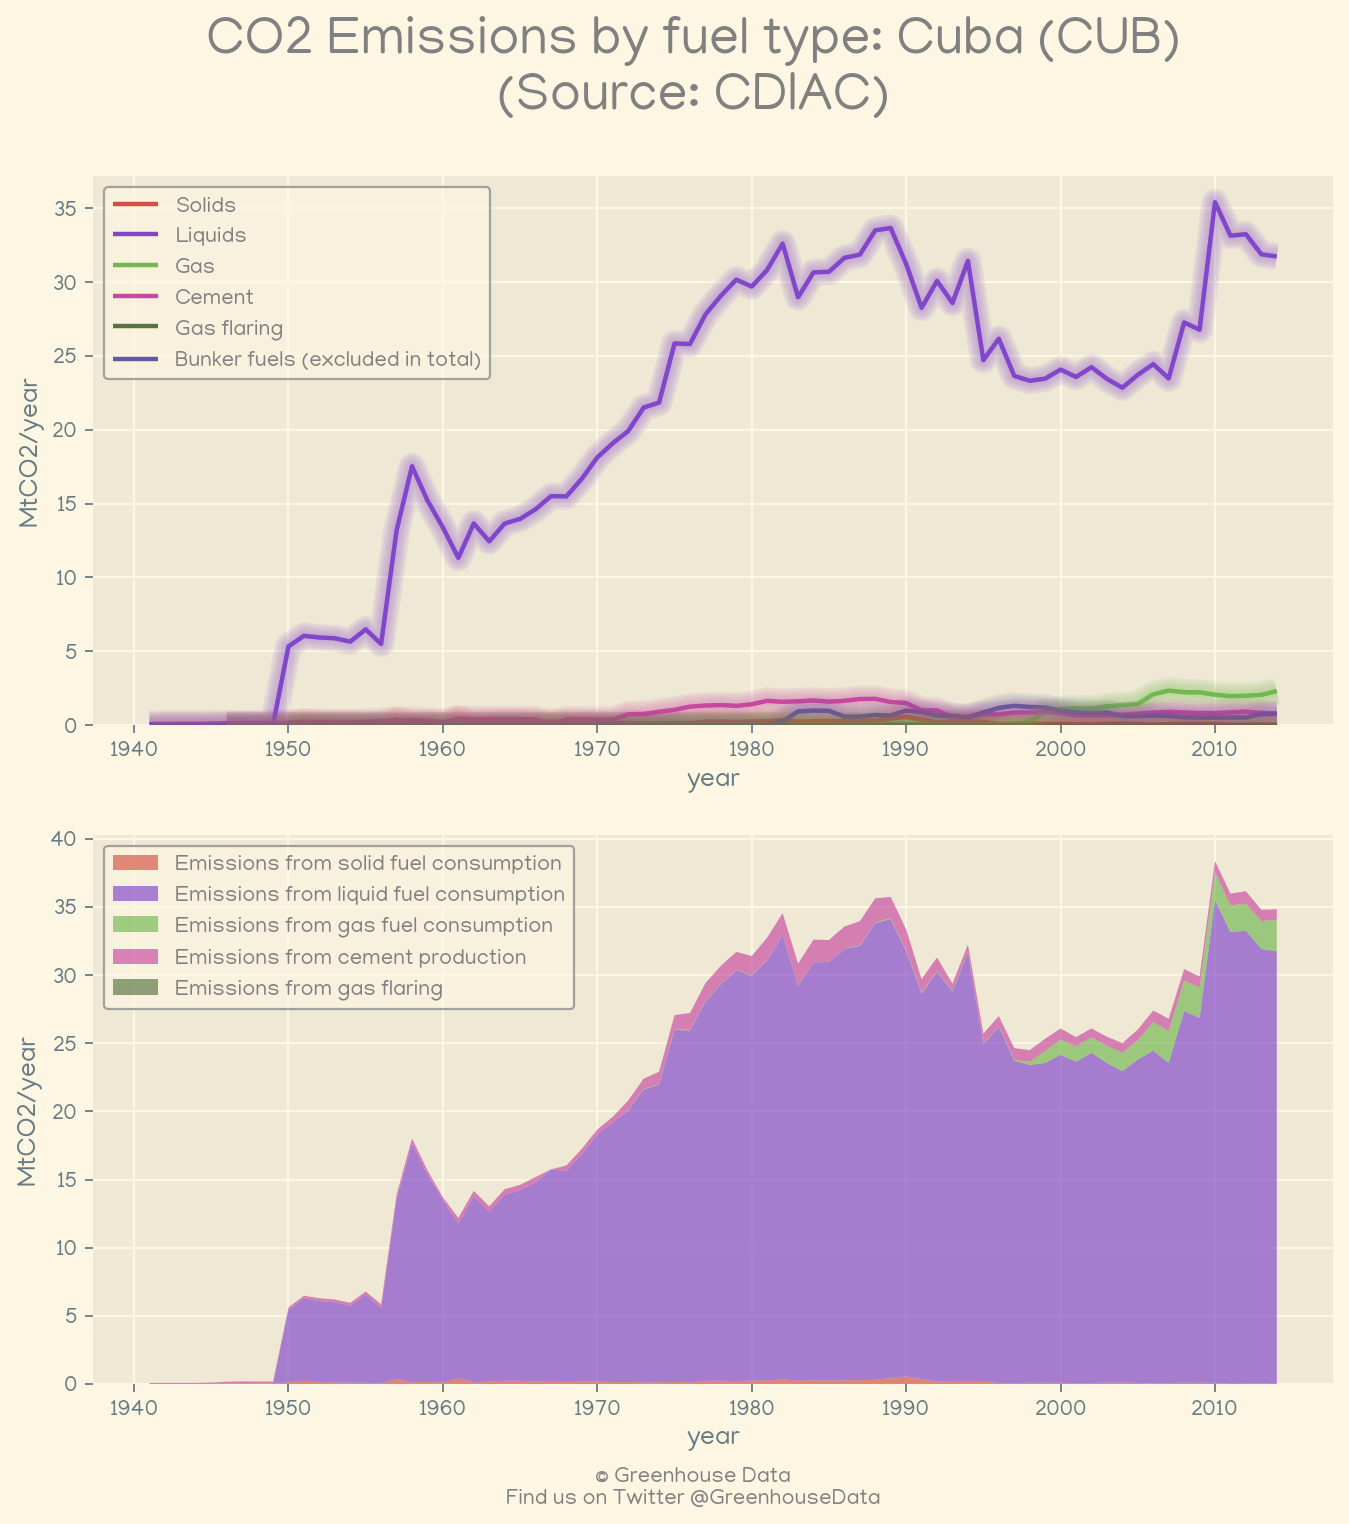 CO2 Emissions by fuel type: Cuba (CUB)
(Source: CDIAC)
Solids
Liquids
Gas
Cement
Gas flaring
Bunker fuels (excluded in total)
MtCO2/year
35
30
25
20
15
10
5
0
1940 1950 1960 1970 1980 1990 2000 2010
year
Emissions from solid fuel consumption
Emissions from liquid fuel consumption
Emissions from gas fuel consumption
Emissions from cement production
Emissions from gas flaring
MtCO2/year
40
35
30
25
20
15
10
5
0
1940 1950 1960 1970 1980 1990 2000 2010
year
© Greenhouse Data
Find us on Twitter @GreenhouseData